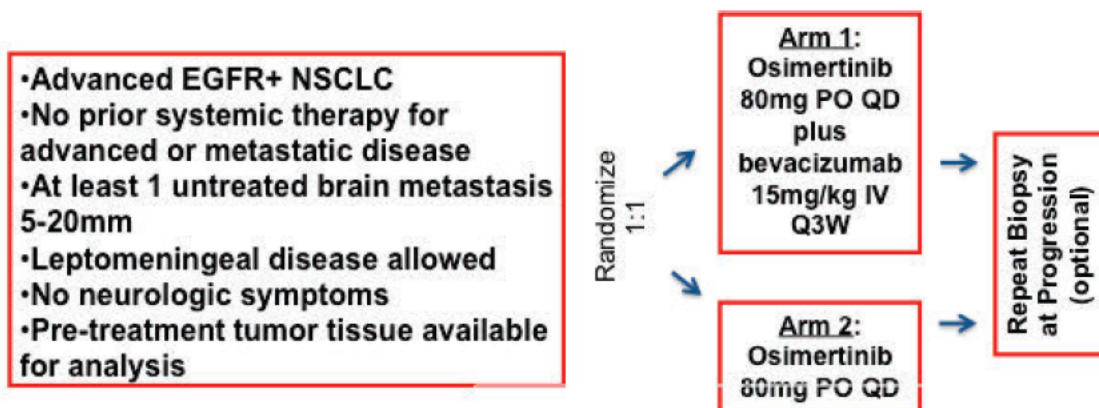 •Advanced EGFR+ NSCLC
•No prior systemic therapy for
advanced or metastatic disease
•At least 1 untreated brain metastasis
5-20mm
•Leptomeningeal disease allowed
•No neurologic symptoms
•Pre-treatment tumor tissue available
for analysis
Randomize
1:1
Arm 1:
Osimertinib
80mg PO QD
plus
bevacizumab
15mg/kg IV
Q3W
Arm 2:
Osimertinib
80mg PO QD
Repeat Biopsy
at Progression
(optional)